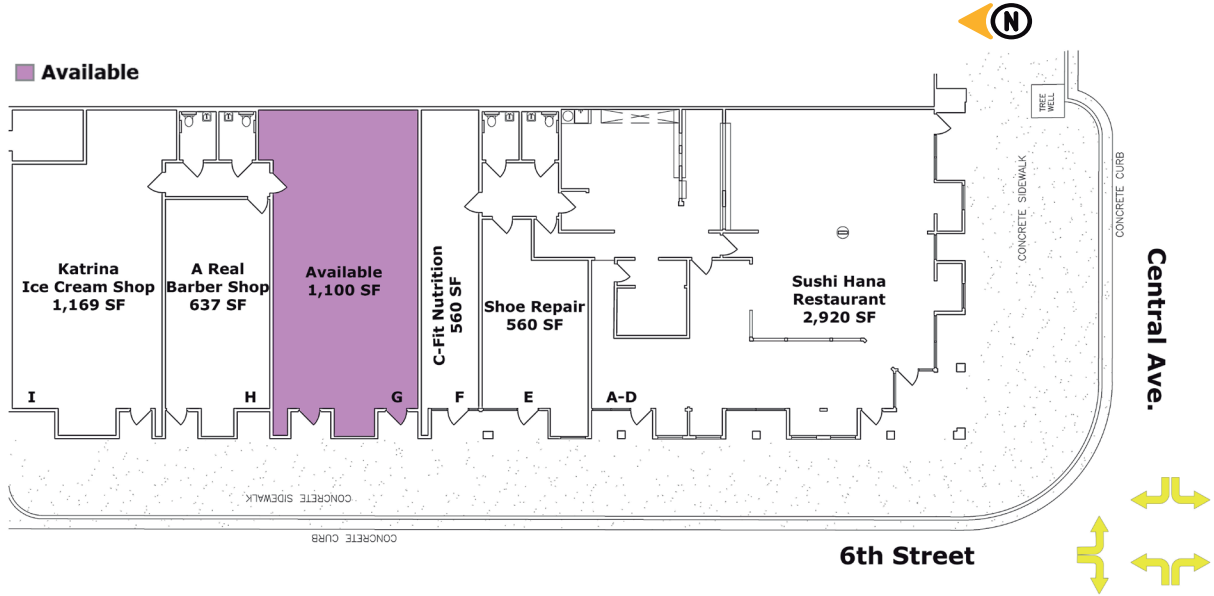 N
Available
TREE
WELL
CONCRETE SIDEWALK
CONCRETE CURB
Central Ave.
Katrina
Ice Cream Shop
1,169 SF
I
A Real
Barber Shop
637 SF
H
Available
1,100 SF
G
C-Fit Nutrition
560 SF
F
Shoe Repair
560 SF
E
Sushi Hana
Restaurant
2,920 SF
A-D
CONCRETE SIDEWALK
CONCRETE CURB
6th Street